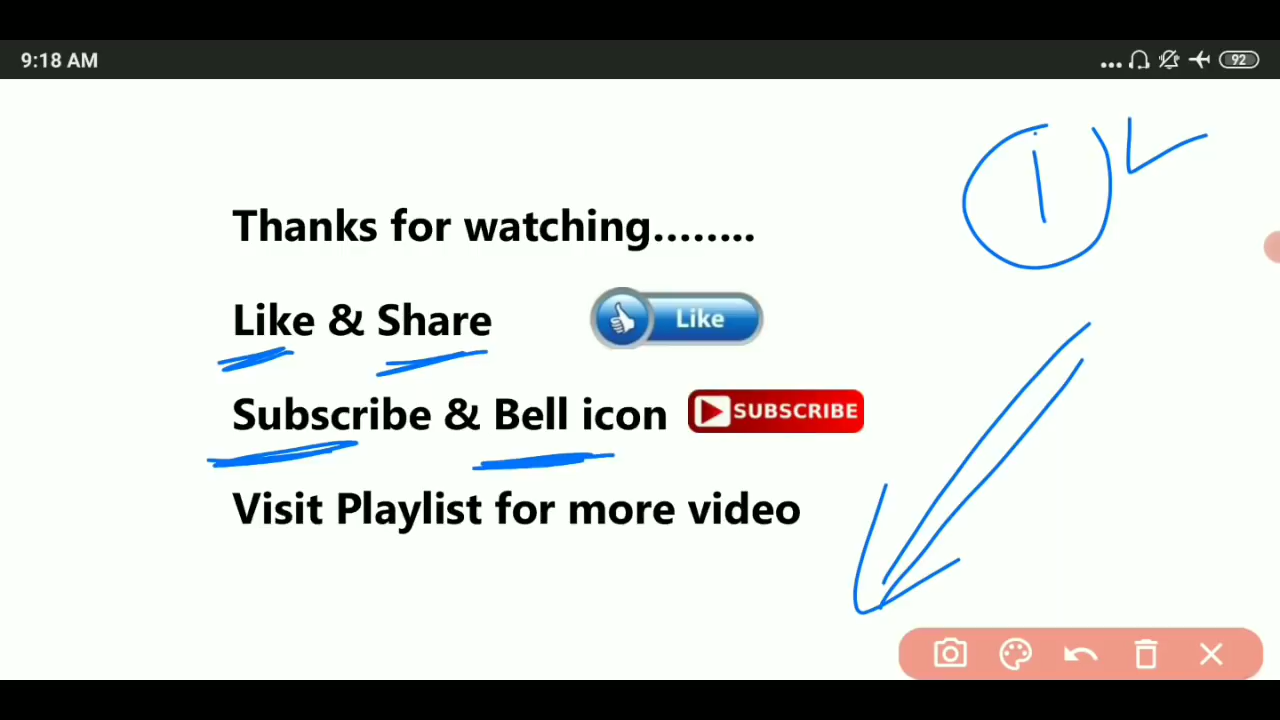 9:18 AM
92
Thanks for watching........
Like & Share
Like
Subscribe & Bell icon
SUBSCRIBE
Visit Playlist for more video
i